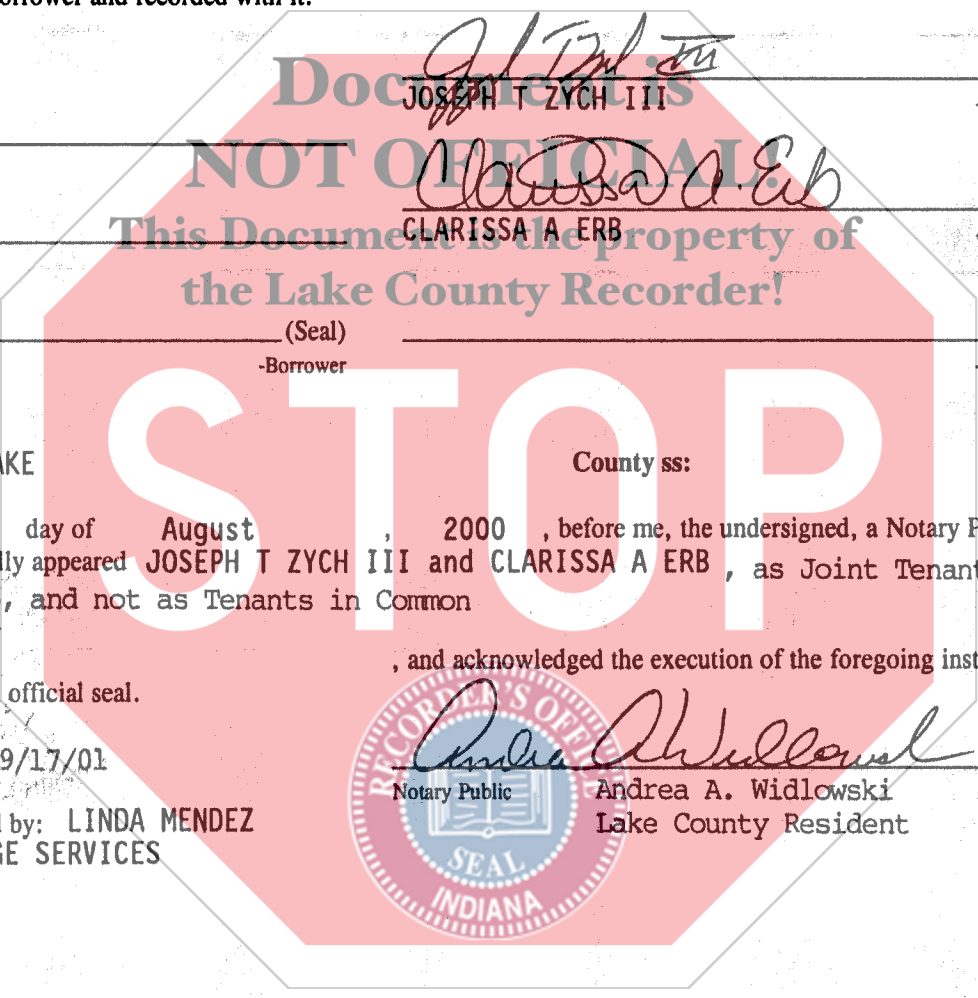 orrower and recorded with it.
Document is
JOSEPH T ZYCH III
NOT OFFICIAL!
Clarissa A. Erb
This Document is the property of
CLARISSA A ERB
the Lake County Recorder!
(Seal)
-Borrower
STOP
AKE County ss:
day of August , 2000 , before me, the undersigned, a Notary P
lly appeared JOSEPH T ZYCH III and CLARISSA A ERB , as Joint Tenant
, and not as Tenants in Common
, and acknowledged the execution of the foregoing inst
official seal.
9/17/01
Andrea A Widlowski
Notary Public Andrea A. Widlowski
l by: LINDA MENDEZ Lake County Resident
GE SERVICES
RECORDER'S OFFICE
SEAL
INDIANA